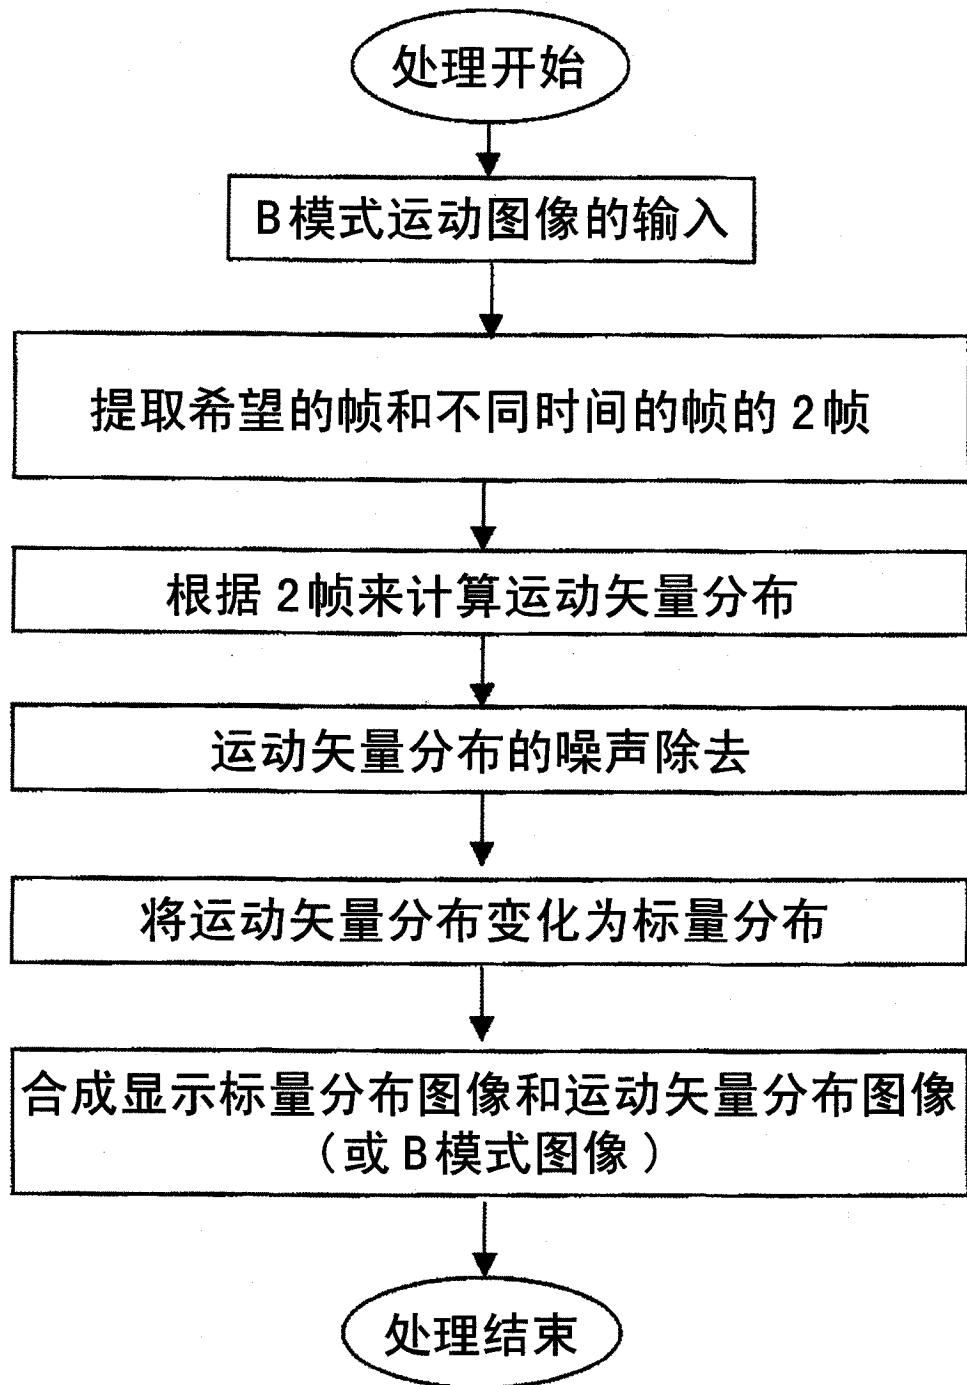 处理开始
B模式运动图像的输入
提取希望的帧和不同时间的帧的2帧
根据2帧来计算运动矢量分布
运动矢量分布的噪声除去
将运动矢量分布变化为标量分布
合成显示标量分布图像和运动矢量分布图像
(或B模式图像)
处理结束